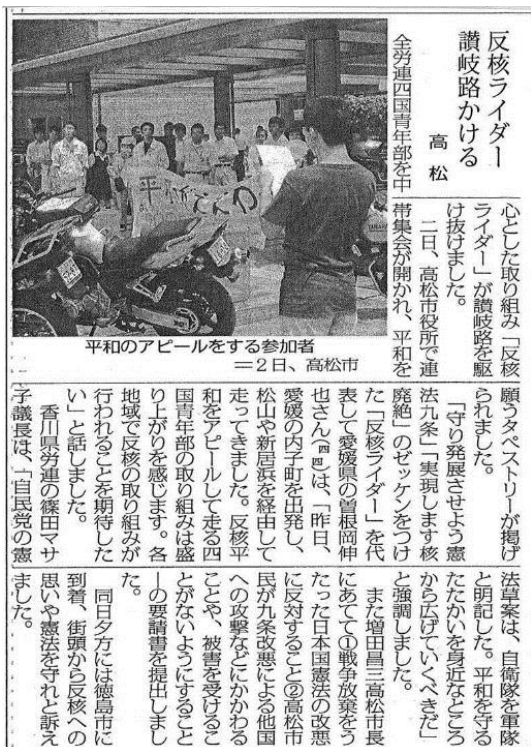 反核ライダー
讃岐路かける
高松
全労連四国青年部を中
心とした取り組み「反核
ライダー」が讃岐路を駆
け抜けました。
二日、高松市役所で連
帯集会が開かれ、平和を
平和のアピールをする参加者
＝2日、高松市
願うタペストリーが掲げ
られました。
「守り発展させよう憲
法九条」「実現します核
廃絶」のゼッケンをつけ
た「反核ライダー」を代
表して愛媛県の曽根岡伸
也さん(四四)は、「昨日、
愛媛の内子町を出発し、
松山や新居浜を経由して
走ってきました。反核平
和をアピールして走る四
国青年部の取り組みは盛
り上がりを感じます。各
地域で反核の取り組みが
行われることを期待した
い」と話しました。
香川県労連の篠田マサ
子議長は、「自民党の憲
法草案は、自衛隊を軍隊
と明記した。平和を守る
たたかいを身近なところ
から広げていくべきだ」
と強調しました。
また増田昌三高松市長
にあてて①戦争放棄をう
たった日本国憲法の改悪
に反対すること②高松市
民が九条改悪による他国
への攻撃などにかかわる
ことや、被害を受けるこ
とがないようにすること
ーの要請書を提出しまし
た。
同日夕方には徳島市に
到着、街頭から反核への
思いや憲法を守れと訴え
ました。